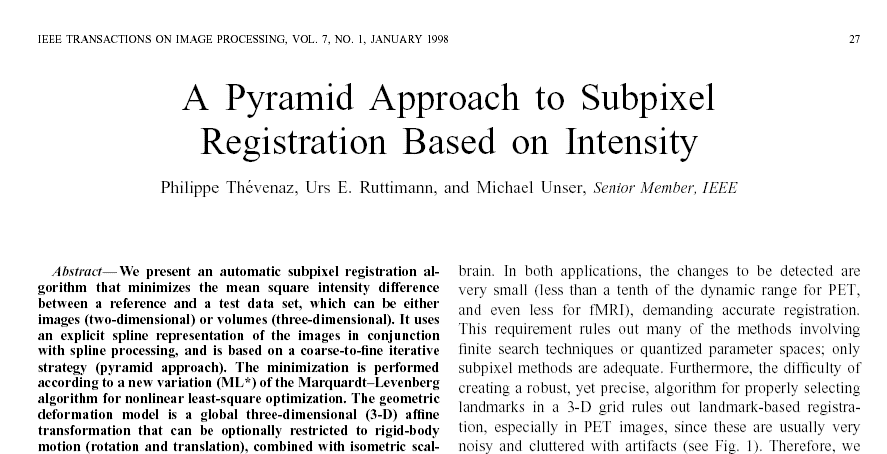 IEEE TRANSACTIONS ON IMAGE PROCESSING, VOL. 7, NO. 1, JANUARY 1998 27
A Pyramid Approach to Subpixel
Registration Based on Intensity
Philippe Thévenaz, Urs E. Ruttimann, and Michael Unser, Senior Member, IEEE
Abstract—We present an automatic subpixel registration al-
gorithm that minimizes the mean square intensity difference
between a reference and a test data set, which can be either
images (two-dimensional) or volumes (three-dimensional). It uses
an explicit spline representation of the images in conjunction
with spline processing, and is based on a coarse-to-fine iterative
strategy (pyramid approach). The minimization is performed
according to a new variation (ML*) of the Marquardt–Levenberg
algorithm for nonlinear least-square optimization. The geometric
deformation model is a global three-dimensional (3-D) affine
transformation that can be optionally restricted to rigid-body
motion (rotation and translation), combined with isometric scal-
brain. In both applications, the changes to be detected are
very small (less than a tenth of the dynamic range for PET,
and even less for fMRI), demanding accurate registration.
This requirement rules out many of the methods involving
finite search techniques or quantized parameter spaces; only
subpixel methods are adequate. Furthermore, the difficulty of
creating a robust, yet precise, algorithm for properly selecting
landmarks in a 3-D grid rules out landmark-based registra-
tion, especially in PET images, since these are usually very
noisy and cluttered with artifacts (see Fig. 1). Therefore, we